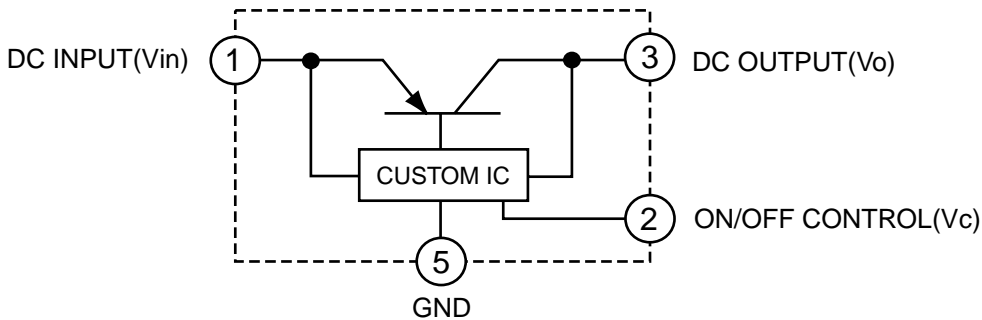 DC INPUT(Vin)
1
3
DC OUTPUT(Vo)
CUSTOM IC
2
ON/OFF CONTROL(Vc)
5
GND